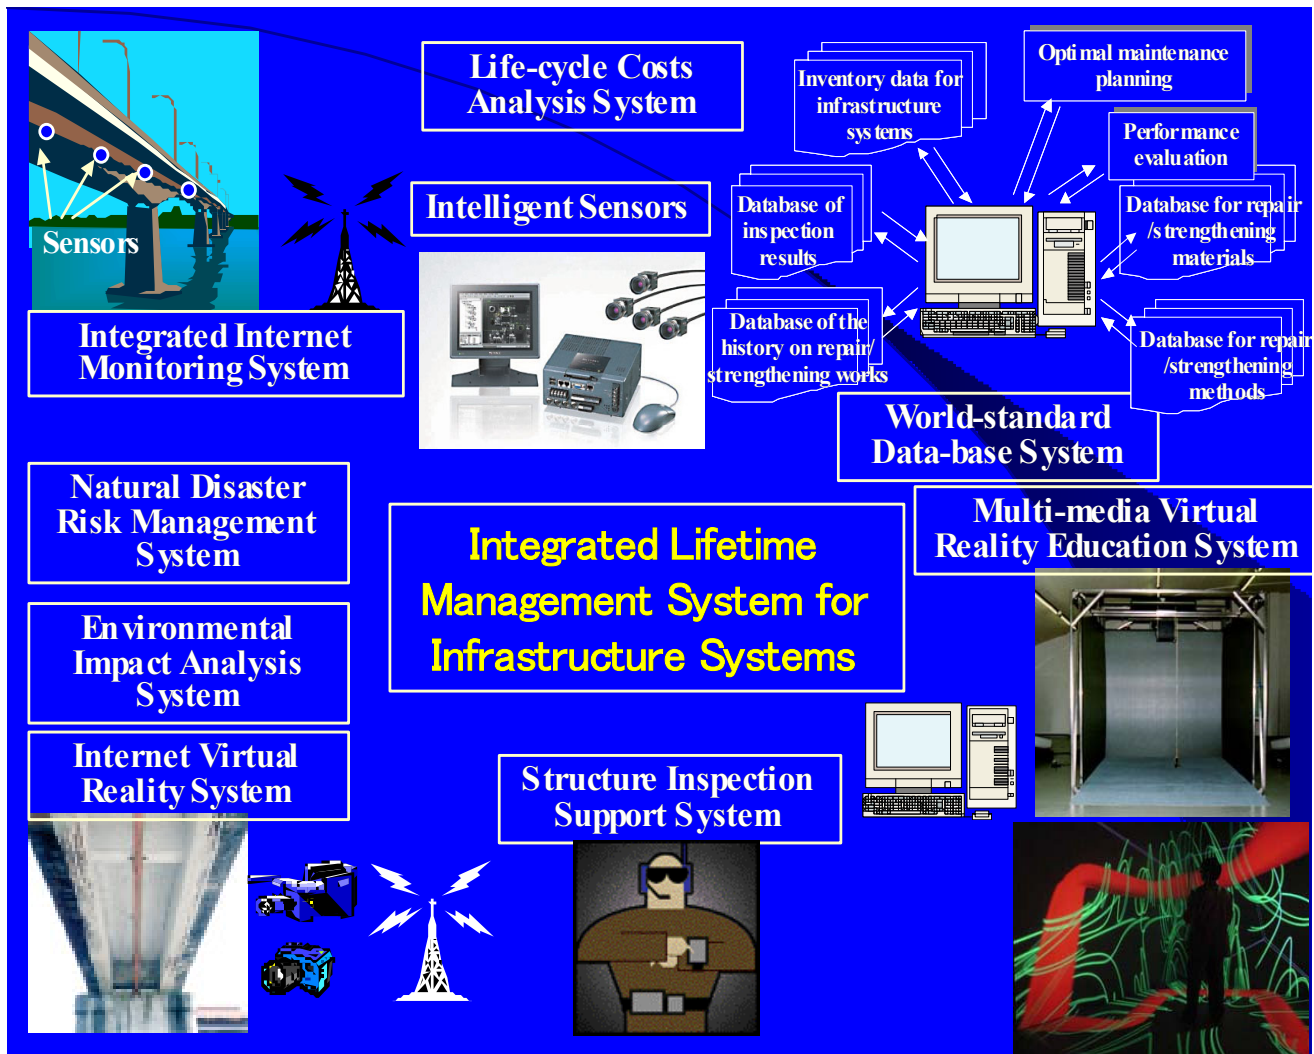 Life-cycle Costs
Analysis System
Inventory data for
infrastructure
systems
Optimal maintenance
planning
Performance
evaluation
Sensors
Intelligent Sensors
Database of
inspection
results
Database for repair
/strengthening
materials
Integrated Internet
Monitoring System
Database of the
history on repair/
strengthening works
Database for repair
/strengthening
methods
World-standard
Data-base System
Natural Disaster
Risk Management
System
Integrated Lifetime
Management System for
Infrastructure Systems
Multi-media Virtual
Reality Education System
Environmental
Impact Analysis
System
Internet Virtual
Reality System
Structure Inspection
Support System